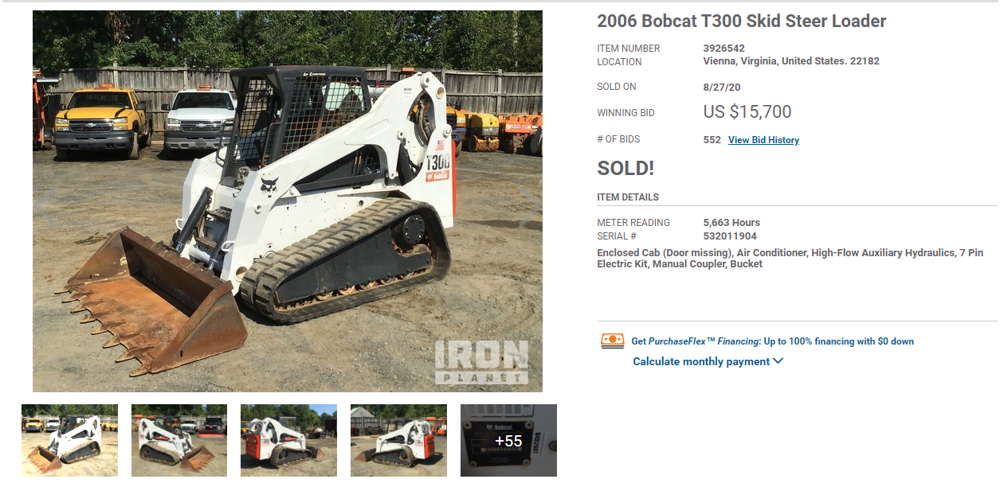 2006 Bobcat T300 Skid Steer Loader
ITEM NUMBER 3926542
LOCATION Vienna, Virginia, United States. 22182
SOLD ON 8/27/20
WINNING BID US $15,700
# OF BIDS 552 View Bid History
SOLD!
ITEM DETAILS
METER READING 5,663 Hours
SERIAL # 532011904
Enclosed Cab (Door missing), Air Conditioner, High-Flow Auxiliary Hydraulics, 7 Pin
Electric Kit, Manual Coupler, Bucket
Get PurchaseFlex™ Financing: Up to 100% financing with $0 down
Calculate monthly payment
T300
Bobcat
IRON
PLANET
Bobcat
+55